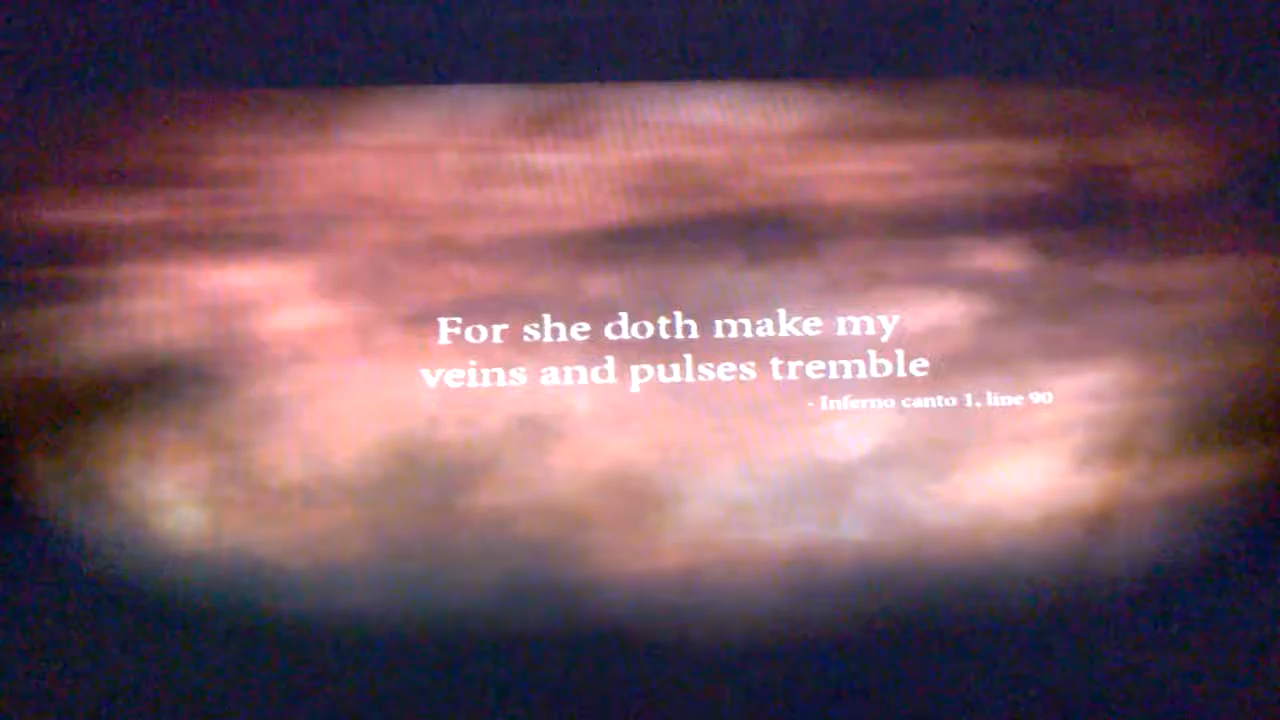 For she doth make my
veins and pulses tremble
- Inferno canto 1, line 90